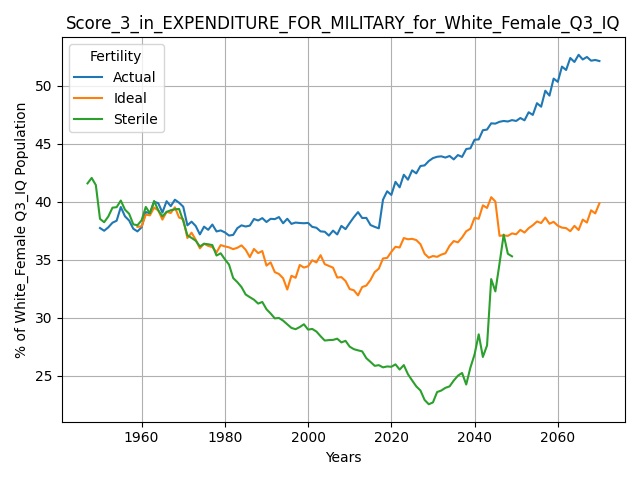 Score_3_in_EXPENDITURE_FOR_MILITARY_for_White_Female_Q3_IQ
Fertility
Actual
Ideal
Sterile
% of White_Female Q3_IQ Population
50
45
40
35
30
25
1960 1980 2000 2020 2040 2060
Years